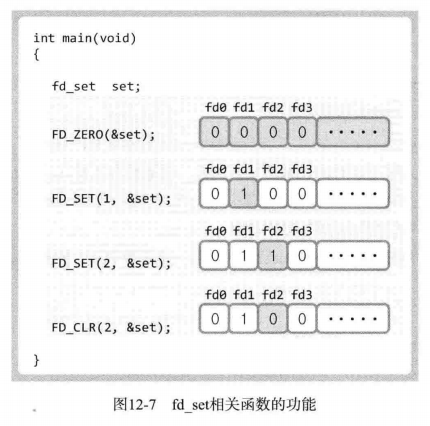 int main(void)
{
fd_set set;
fd0 fd1 fd2 fd3
FD_ZERO(&set); 0 0 0 0 ·····
fd0 fd1 fd2 fd3
FD_SET(1, &set); 0 1 0 0 ·····
fd0 fd1 fd2 fd3
FD_SET(2, &set); 0 1 1 0 ·····
fd0 fd1 fd2 fd3
FD_CLR(2, &set); 0 1 0 0 ·····
}
图12-7 fd_set相关函数的功能